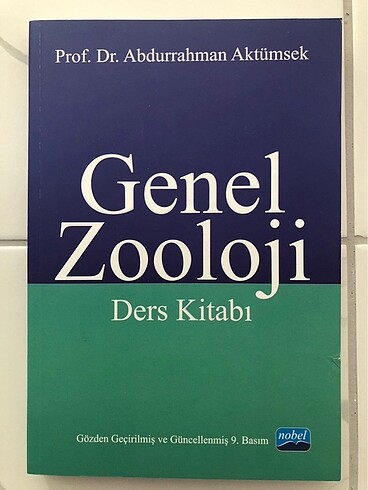 Prof. Dr. Abdurrahman Aktümsek
Genel
Zooloji
Ders Kitabı
Gözden Geçirilmiş ve Güncellenmiş 9. Basım
nobel